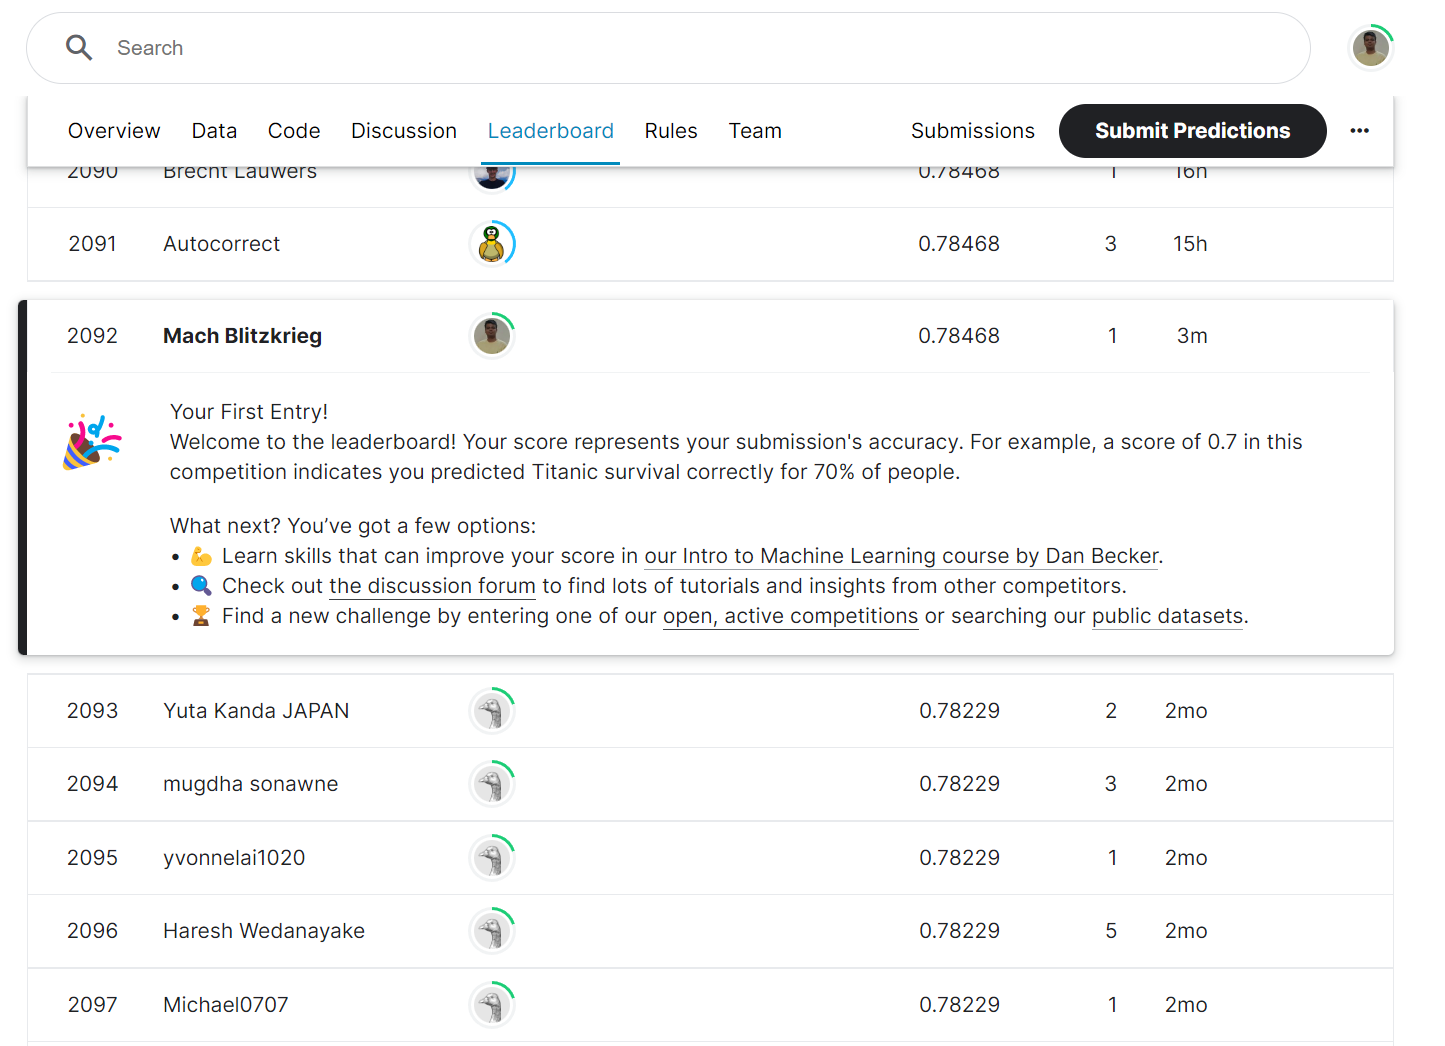 Search
Overview Data Code Discussion Leaderboard Rules Team Submissions Submit Predictions •••
2090 Brecht Lauwers 0.78468 1 16h
2091 Autocorrect 0.78468 3 15h
2092 Mach Blitzkrieg 0.78468 1 3m
Your First Entry!
Welcome to the leaderboard! Your score represents your submission's accuracy. For example, a score of 0.7 in this
competition indicates you predicted Titanic survival correctly for 70% of people.
What next? You’ve got a few options:
• 💪 Learn skills that can improve your score in our Intro to Machine Learning course by Dan Becker.
• 🔍 Check out the discussion forum to find lots of tutorials and insights from other competitors.
• 🏆 Find a new challenge by entering one of our open, active competitions or searching our public datasets.
2093 Yuta Kanda JAPAN 0.78229 2 2mo
2094 mugdha sonawne 0.78229 3 2mo
2095 yvonnelai1020 0.78229 1 2mo
2096 Haresh Wedanayake 0.78229 5 2mo
2097 Michael0707 0.78229 1 2mo